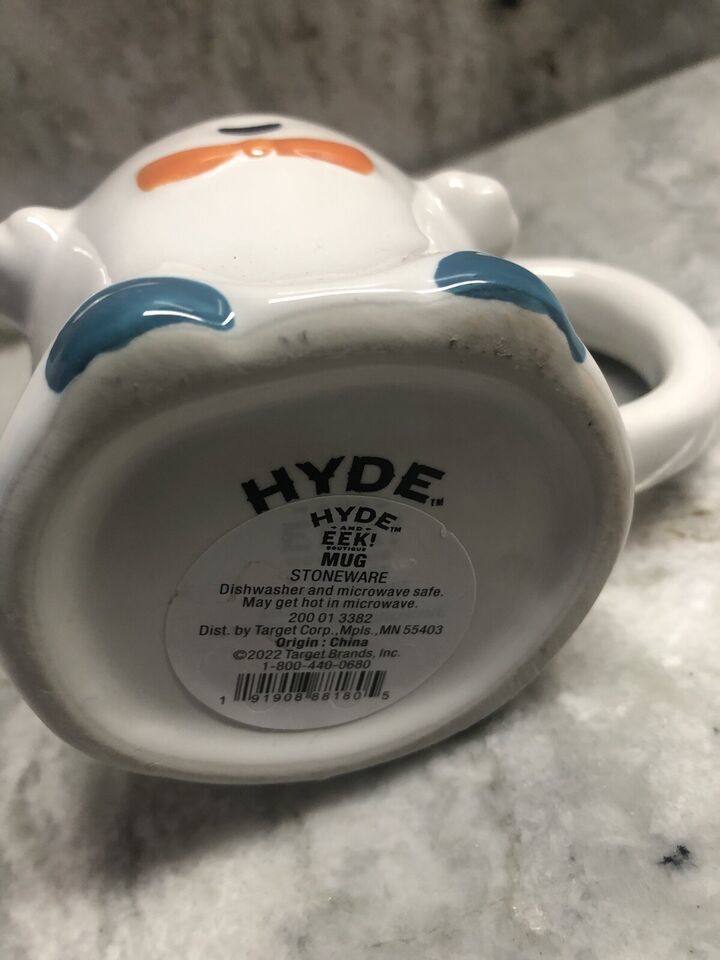 HYDE™
HYDE™
AND
EEK!
BOUTIQUE
MUG
STONEWARE
Dishwasher and microwave safe.
May get hot in microwave.
200 01 3382
Dist. by Target Corp., Mpls.,MN 55403
Origin : China
©2022 Target Brands, Inc.
1-800-440-0680
1 91908 88180 5